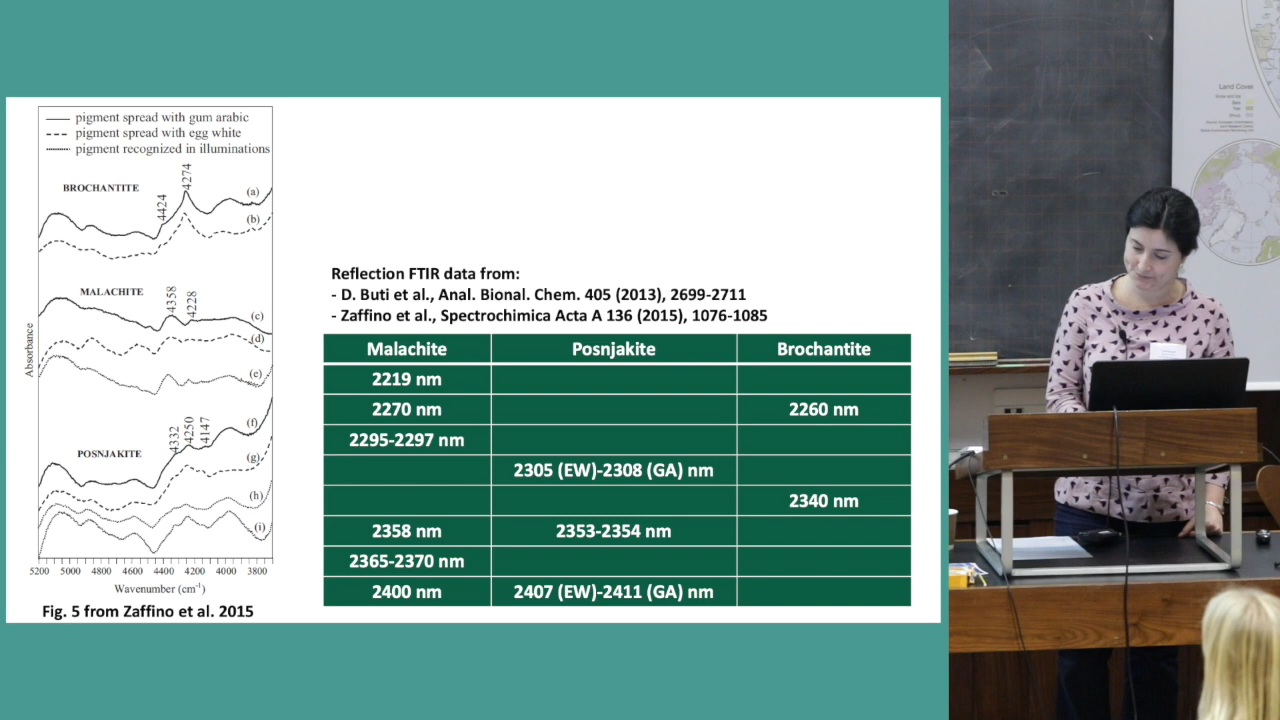 pigment spread with gum arabic
pigment spread with egg white
pigment recognized in illuminations
BROCHANTITE
4424
4274
(a)
(b)
MALACHITE
4358
4228
(c)
(d)
(e)
POSNJAKITE
4332
4250
4147
(f)
(g)
(h)
(i)
Absorbance
5200 5000 4800 4600 4400 4200 4000 3800
Wavenumber (cm⁻¹)
Fig. 5 from Zaffino et al. 2015
Reflection FTIR data from:
- D. Buti et al., Anal. Bional. Chem. 405 (2013), 2699-2711
- Zaffino et al., Spectrochimica Acta A 136 (2015), 1076-1085
Malachite Posnjakite Brochantite
2219 nm
2270 nm 2260 nm
2295-2297 nm
2305 (EW)-2308 (GA) nm
2340 nm
2358 nm 2353-2354 nm
2365-2370 nm
2400 nm 2407 (EW)-2411 (GA) nm
Land Cover